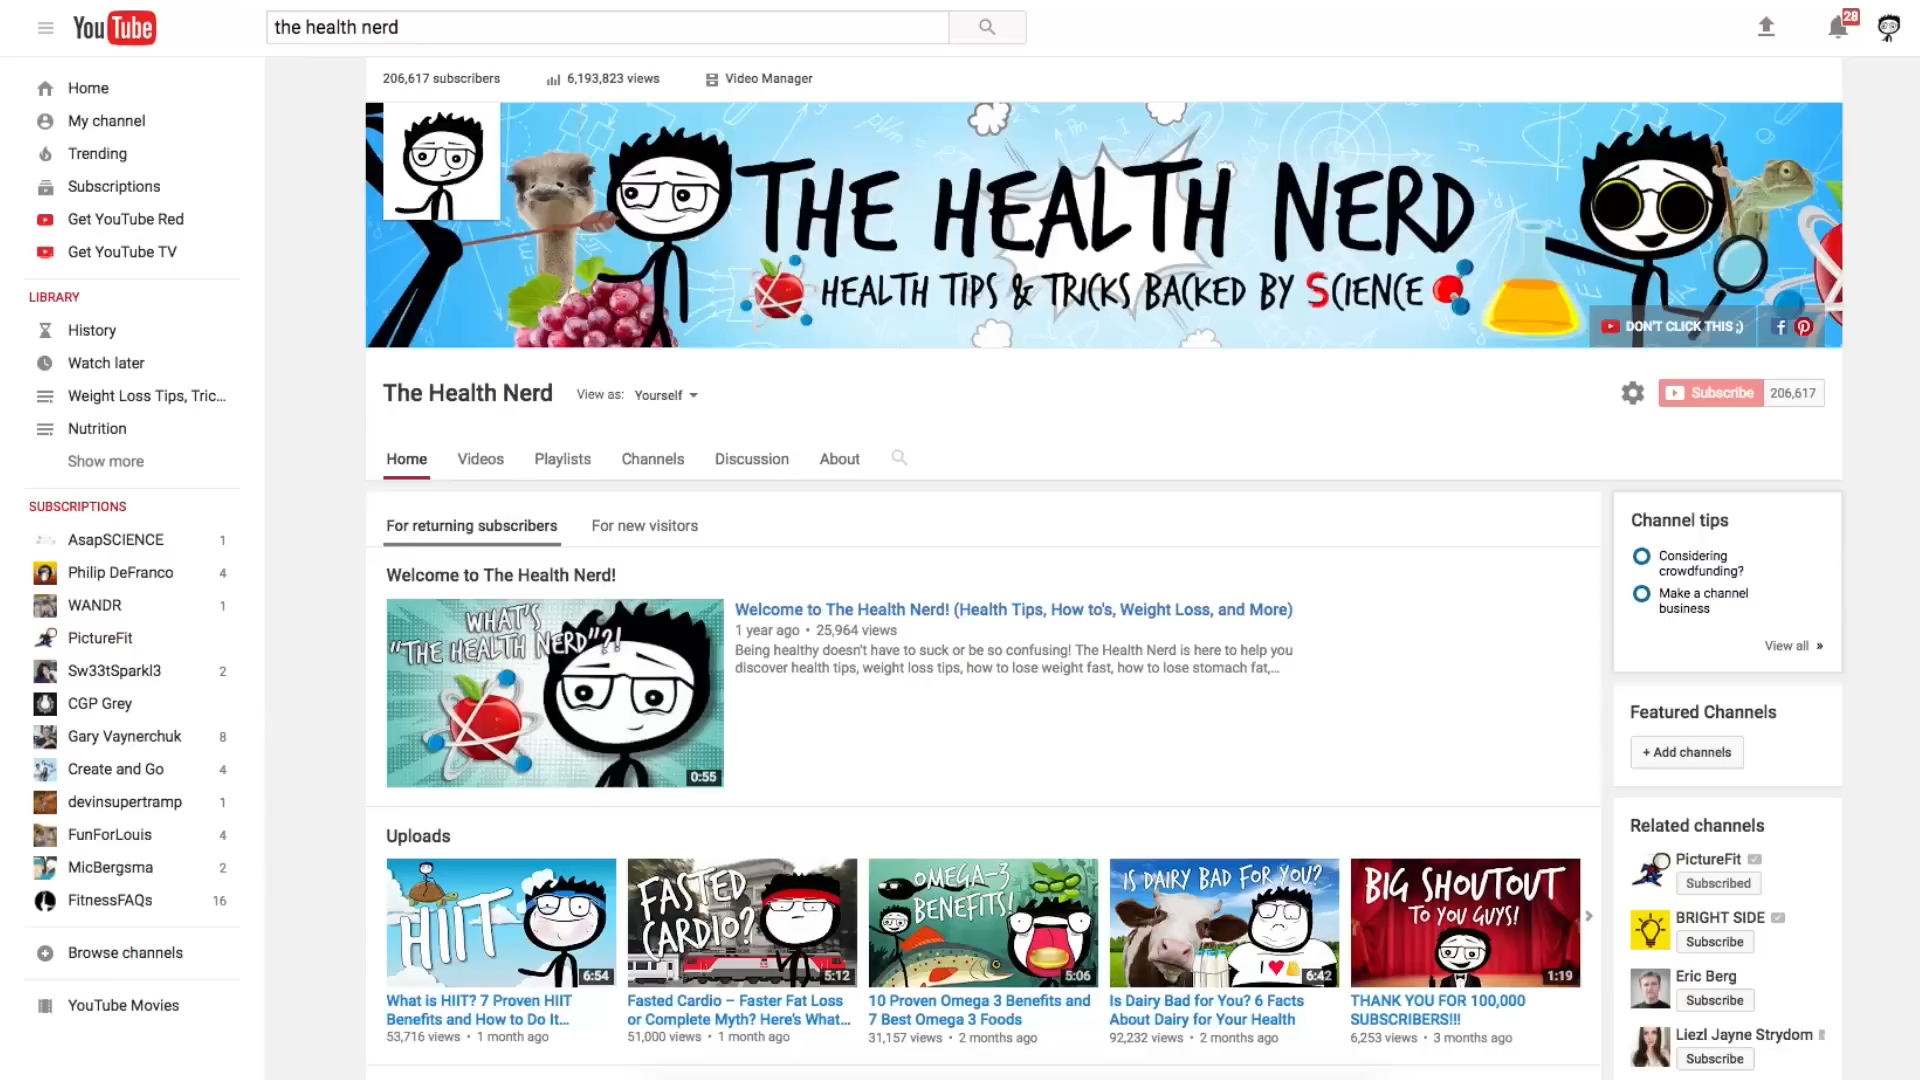 YouTube
the health nerd
28
Home
My channel
Trending
Subscriptions
Get YouTube Red
Get YouTube TV
LIBRARY
History
Watch later
Weight Loss Tips, Tric...
Nutrition
Show more
SUBSCRIPTIONS
AsapSCIENCE 1
Philip DeFranco 4
WANDR 1
PictureFit
Sw33tSparkl3 2
CGP Grey
Gary Vaynerchuk 8
Create and Go 4
devinsupertramp 1
FunForLouis 4
MicBergsma 2
FitnessFAQs 16
Browse channels
YouTube Movies
206,617 subscribers
6,193,823 views
Video Manager
THE HEALTH NERD
HEALTH TIPS & TRICKS BACKED BY SCIENCE
DON'T CLICK THIS ;)
The Health Nerd
View as: Yourself
Subscribe 206,617
Home Videos Playlists Channels Discussion About
For returning subscribers
For new visitors
Welcome to The Health Nerd!
WHAT'S
"THE HEALTH NERD"?!
0:55
Welcome to The Health Nerd! (Health Tips, How to's, Weight Loss, and More)
1 year ago • 25,964 views
Being healthy doesn't have to suck or be so confusing! The Health Nerd is here to help you
discover health tips, weight loss tips, how to lose weight fast, how to lose stomach fat,...
Uploads
HIIT
6:54
What is HIIT? 7 Proven HIIT
Benefits and How to Do It...
53,716 views • 1 month ago
FASTED
CARDIO?
5:12
Fasted Cardio – Faster Fat Loss
or Complete Myth? Here's What...
51,000 views • 1 month ago
OMEGA-3
BENEFITS!
5:06
10 Proven Omega 3 Benefits and
7 Best Omega 3 Foods
31,157 views • 2 months ago
IS DAIRY BAD FOR YOU?
I
6:42
Is Dairy Bad for You? 6 Facts
About Dairy for Your Health
92,232 views • 2 months ago
BIG SHOUTOUT
TO YOU GUYS!
1:19
THANK YOU FOR 100,000
SUBSCRIBERS!!!
6,253 views • 3 months ago
Channel tips
Considering
crowdfunding?
Make a channel
business
View all »
Featured Channels
+ Add channels
Related channels
PictureFit
Subscribed
BRIGHT SIDE
Subscribe
Eric Berg
Subscribe
Liezl Jayne Strydom
Subscribe